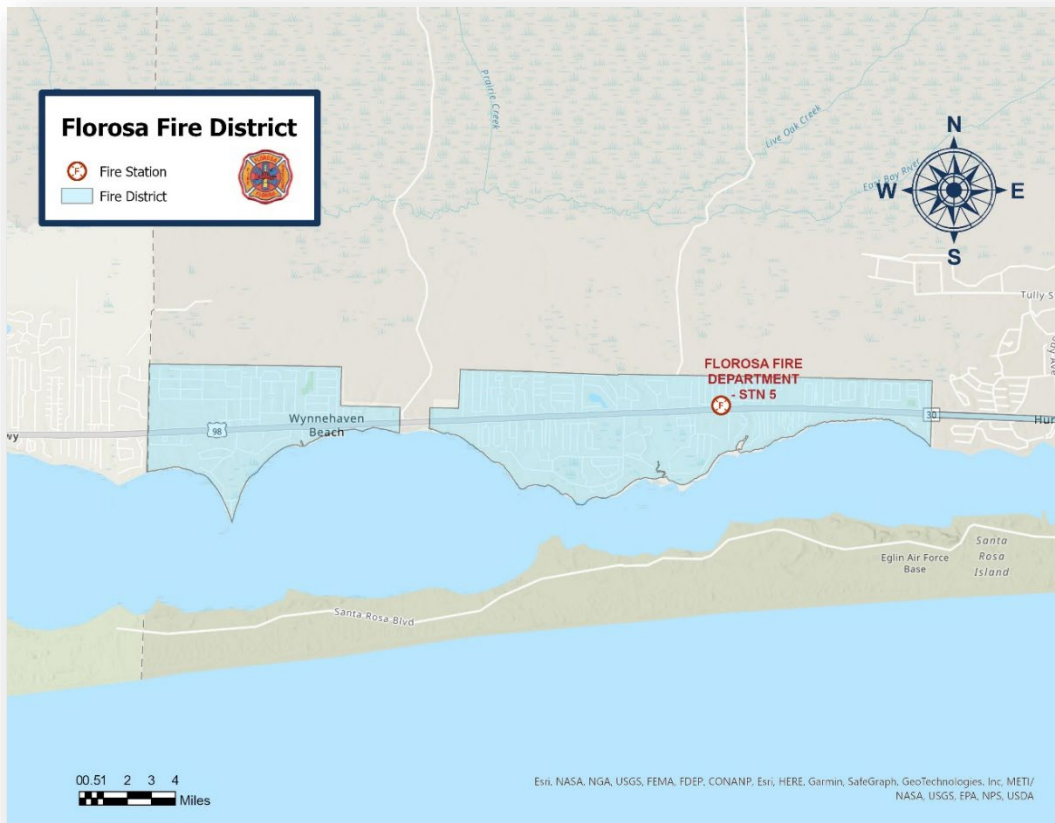 Florosa Fire District
F
Fire Station
Fire District
Prairie Creek
Live Oak Creek
East Bay River
N
W
E
S
Tully S
FLOROSA FIRE
DEPARTMENT
- STN 5
F
Wynnehaven
Beach
98
30
wy
Hur
Eglin Air Force
Base
Santa
Rosa
Island
Santa Rosa Blvd
00.51 2 3 4
Miles
Esri, NASA, NGA, USGS, FEMA, FDEP, CONANP, Esri, HERE, Garmin, SafeGraph, GeoTechnologies, Inc, METI/
NASA, USGS, EPA, NPS, USDA